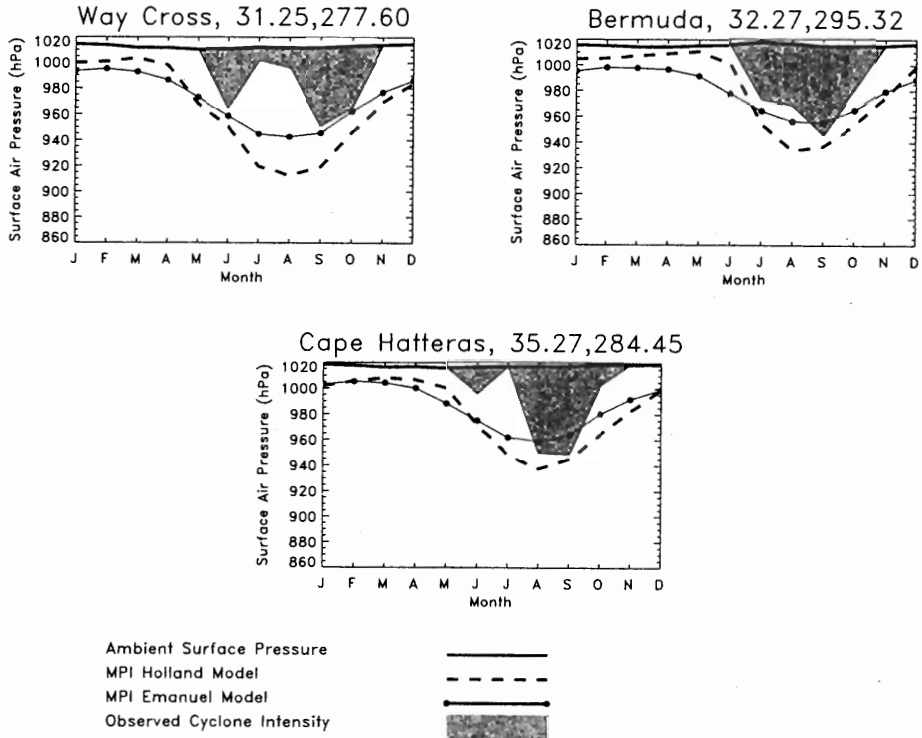 Way Cross, 31.25,277.60
Surface Air Pressure (hPa)
1020
1000
980
960
940
920
900
880
860
J F M A M J J A S O N D
Month
Bermuda, 32.27,295.32
Surface Air Pressure (hPa)
1020
1000
980
960
940
920
900
880
860
J F M A M J J A S O N D
Month
Cape Hatteras, 35.27,284.45
Surface Air Pressure (hPa)
1020
1000
980
960
940
920
900
880
860
J F M A M J J A S O N D
Month
Ambient Surface Pressure
MPI Holland Model
MPI Emanuel Model
Observed Cyclone Intensity